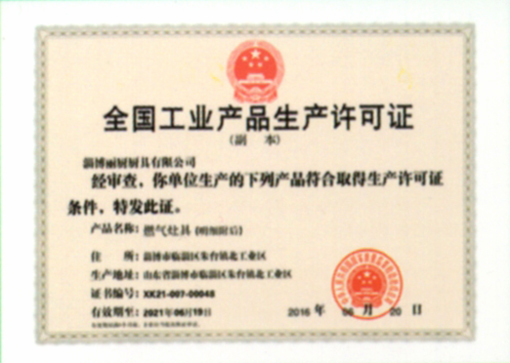 全国工业产品生产许可证
(副 本)
淄博丽厨厨具有限公司
经审查，你单位生产的下列产品符合取得生产许可证
条件，特发此证。
产品名称：燃气灶具 (明细附后)
住 所：淄博市临淄区朱台镇北工业区
生产地址：山东省淄博市临淄区朱台镇北工业区
证书编号：XK21-007-00048
有效期至：2021年06月19日
2016 年 06 月 20 日